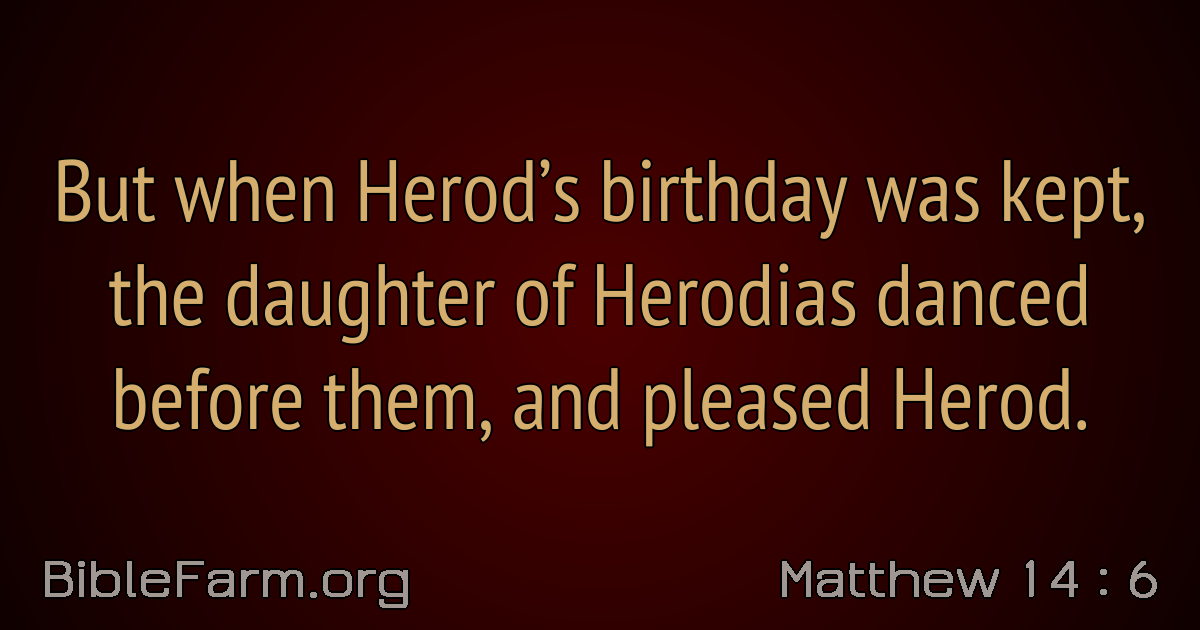 But when Herod’s birthday was kept,
the daughter of Herodias danced
before them, and pleased Herod.
BibleFarm.org
Matthew 14 : 6